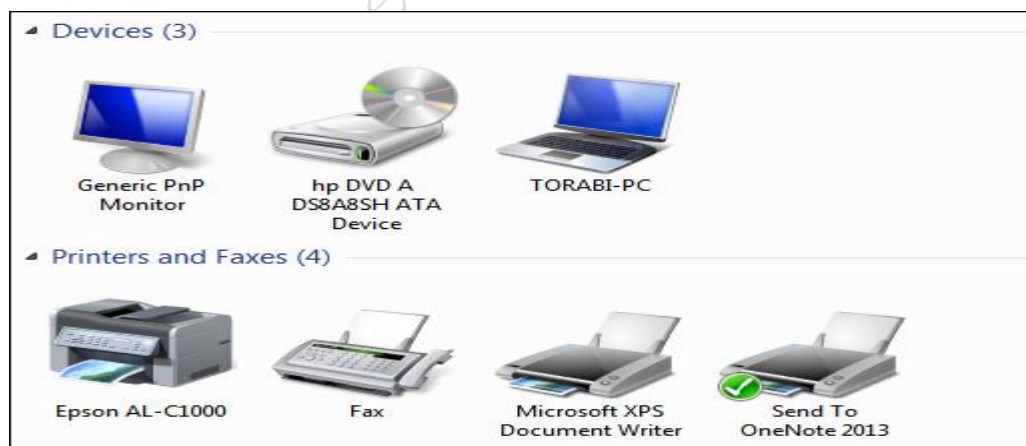 Devices (3)
Generic PnP
Monitor
hp DVD A
DS8A8SH ATA
Device
TORABI-PC
Printers and Faxes (4)
Epson AL-C1000
Fax
Microsoft XPS
Document Writer
Send To
OneNote 2013